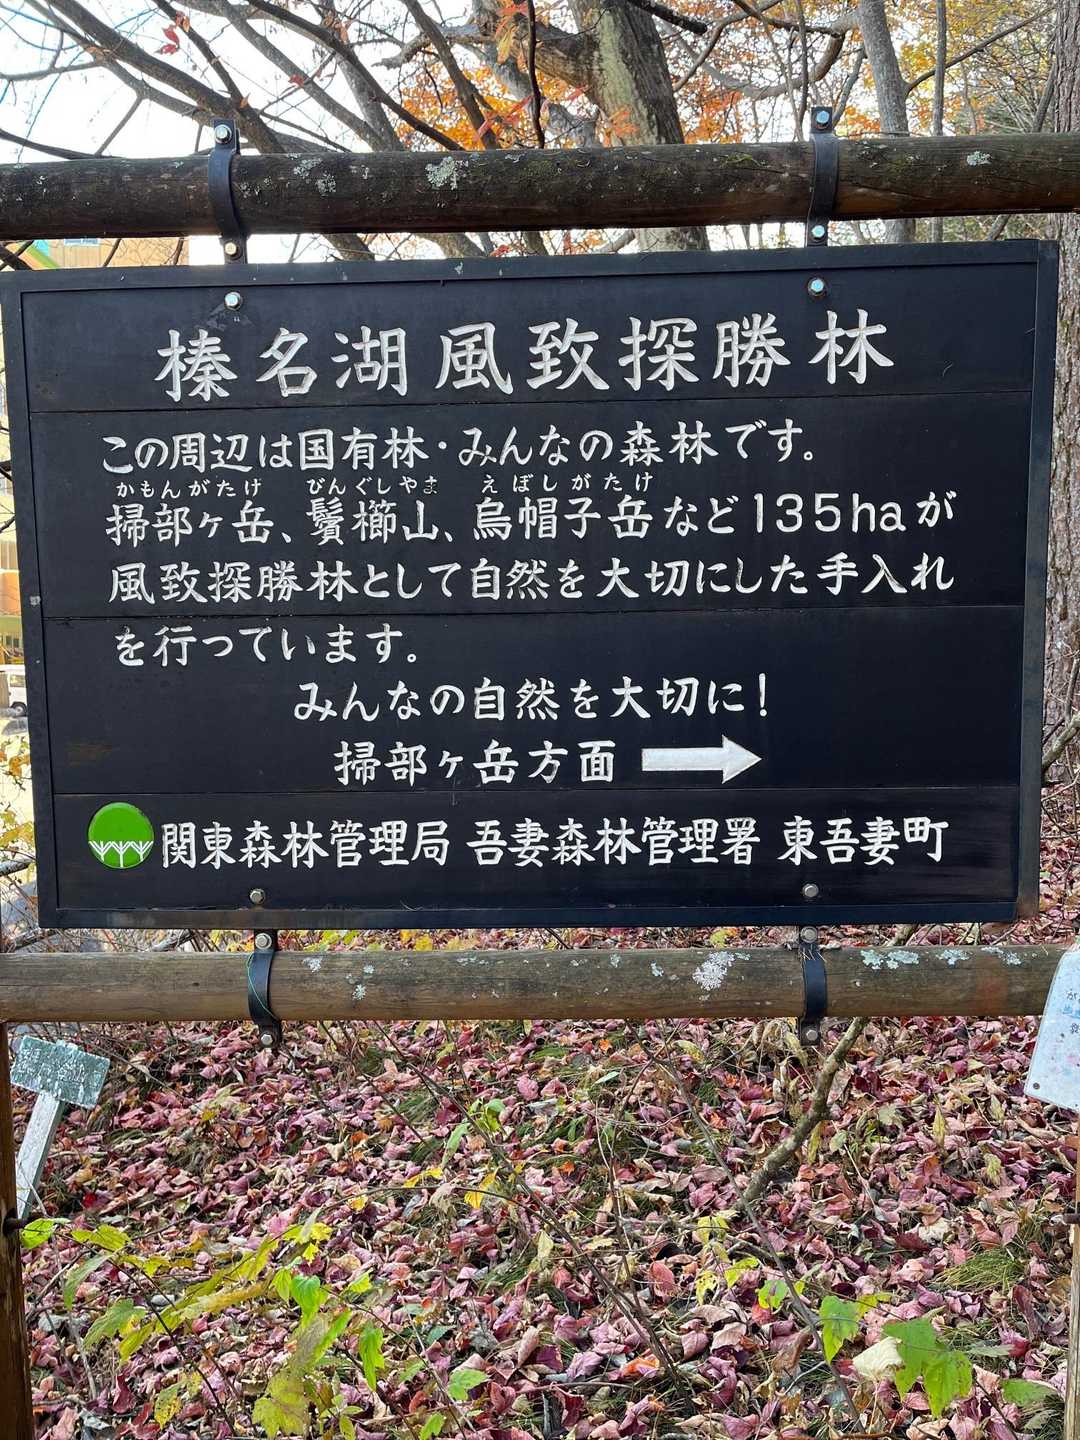 榛名湖風致探勝林
この周辺は国有林・みんなの森林です。
かもんがたけ びんぐしやま えぼしがたけ
掃部ヶ岳、鬢櫛山、烏帽子岳など135haが
風致探勝林として自然を大切にした手入れ
を行っています。
みんなの自然を大切に!
掃部ヶ岳方面
関東森林管理局 吾妻森林管理署 東吾妻町